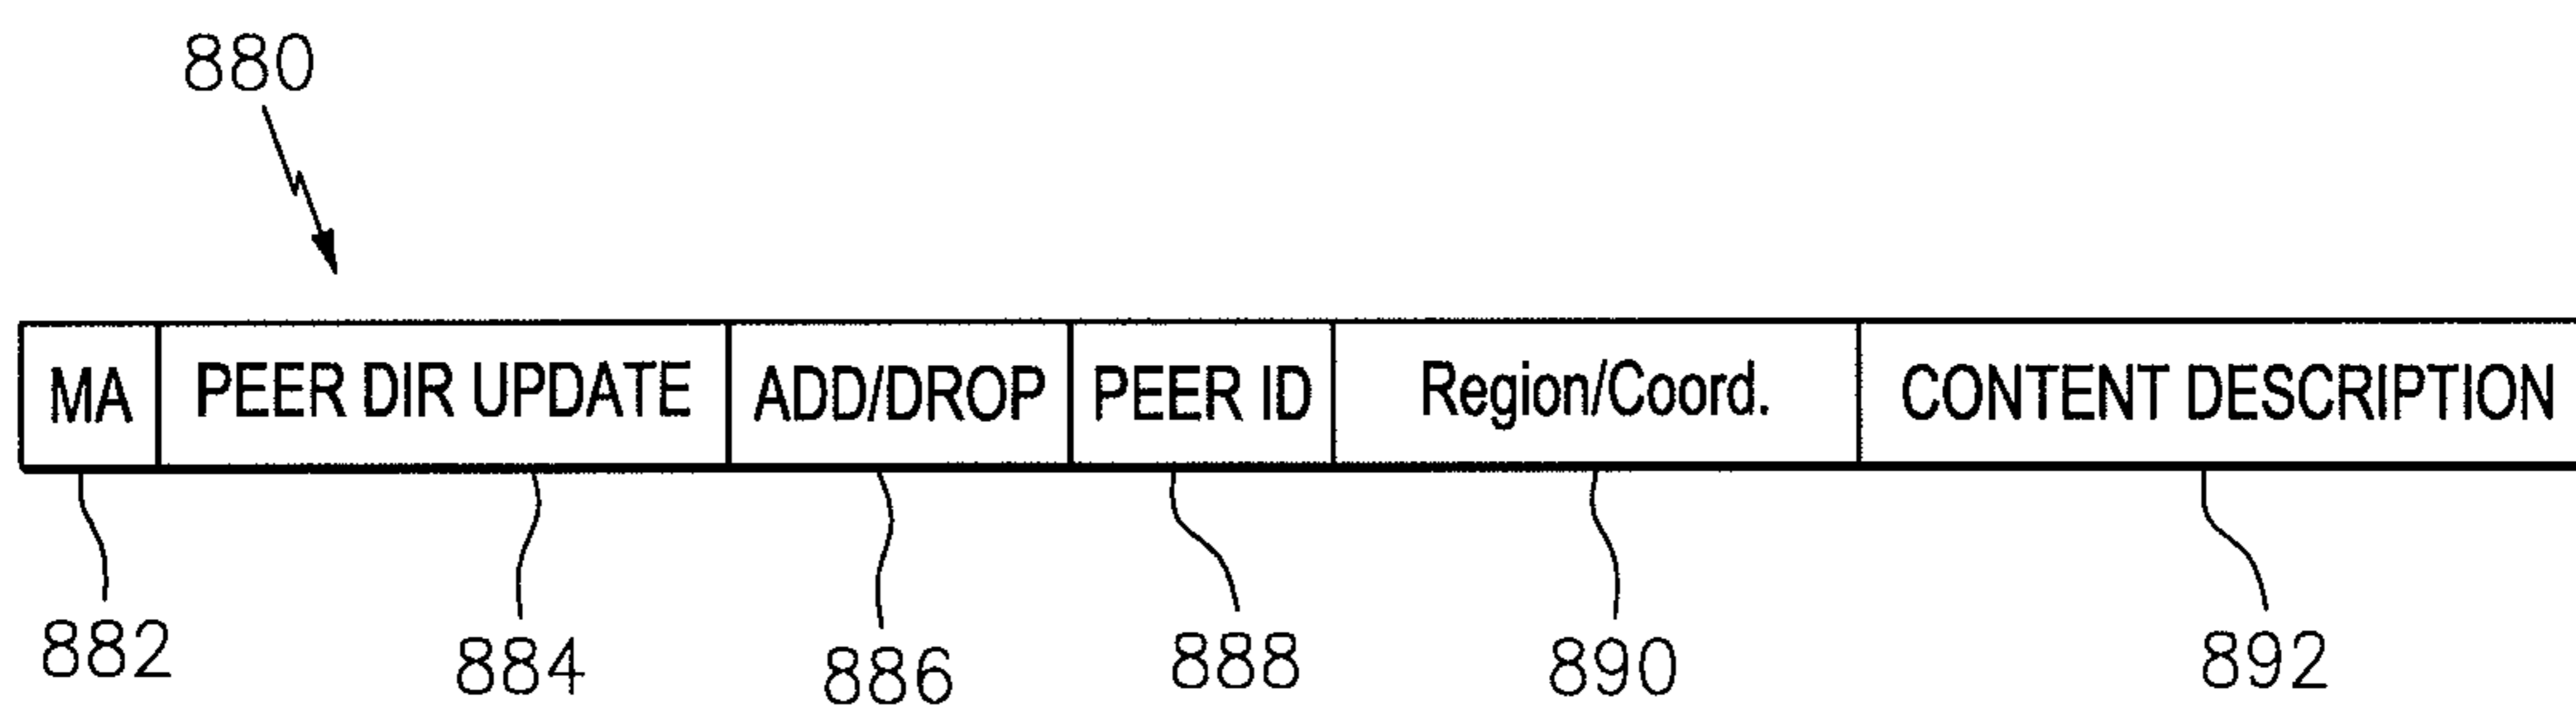 880
MA PEER DIR UPDATE ADD/DROP PEER ID Region/Coord. CONTENT DESCRIPTION
882 884 886 888 890 892